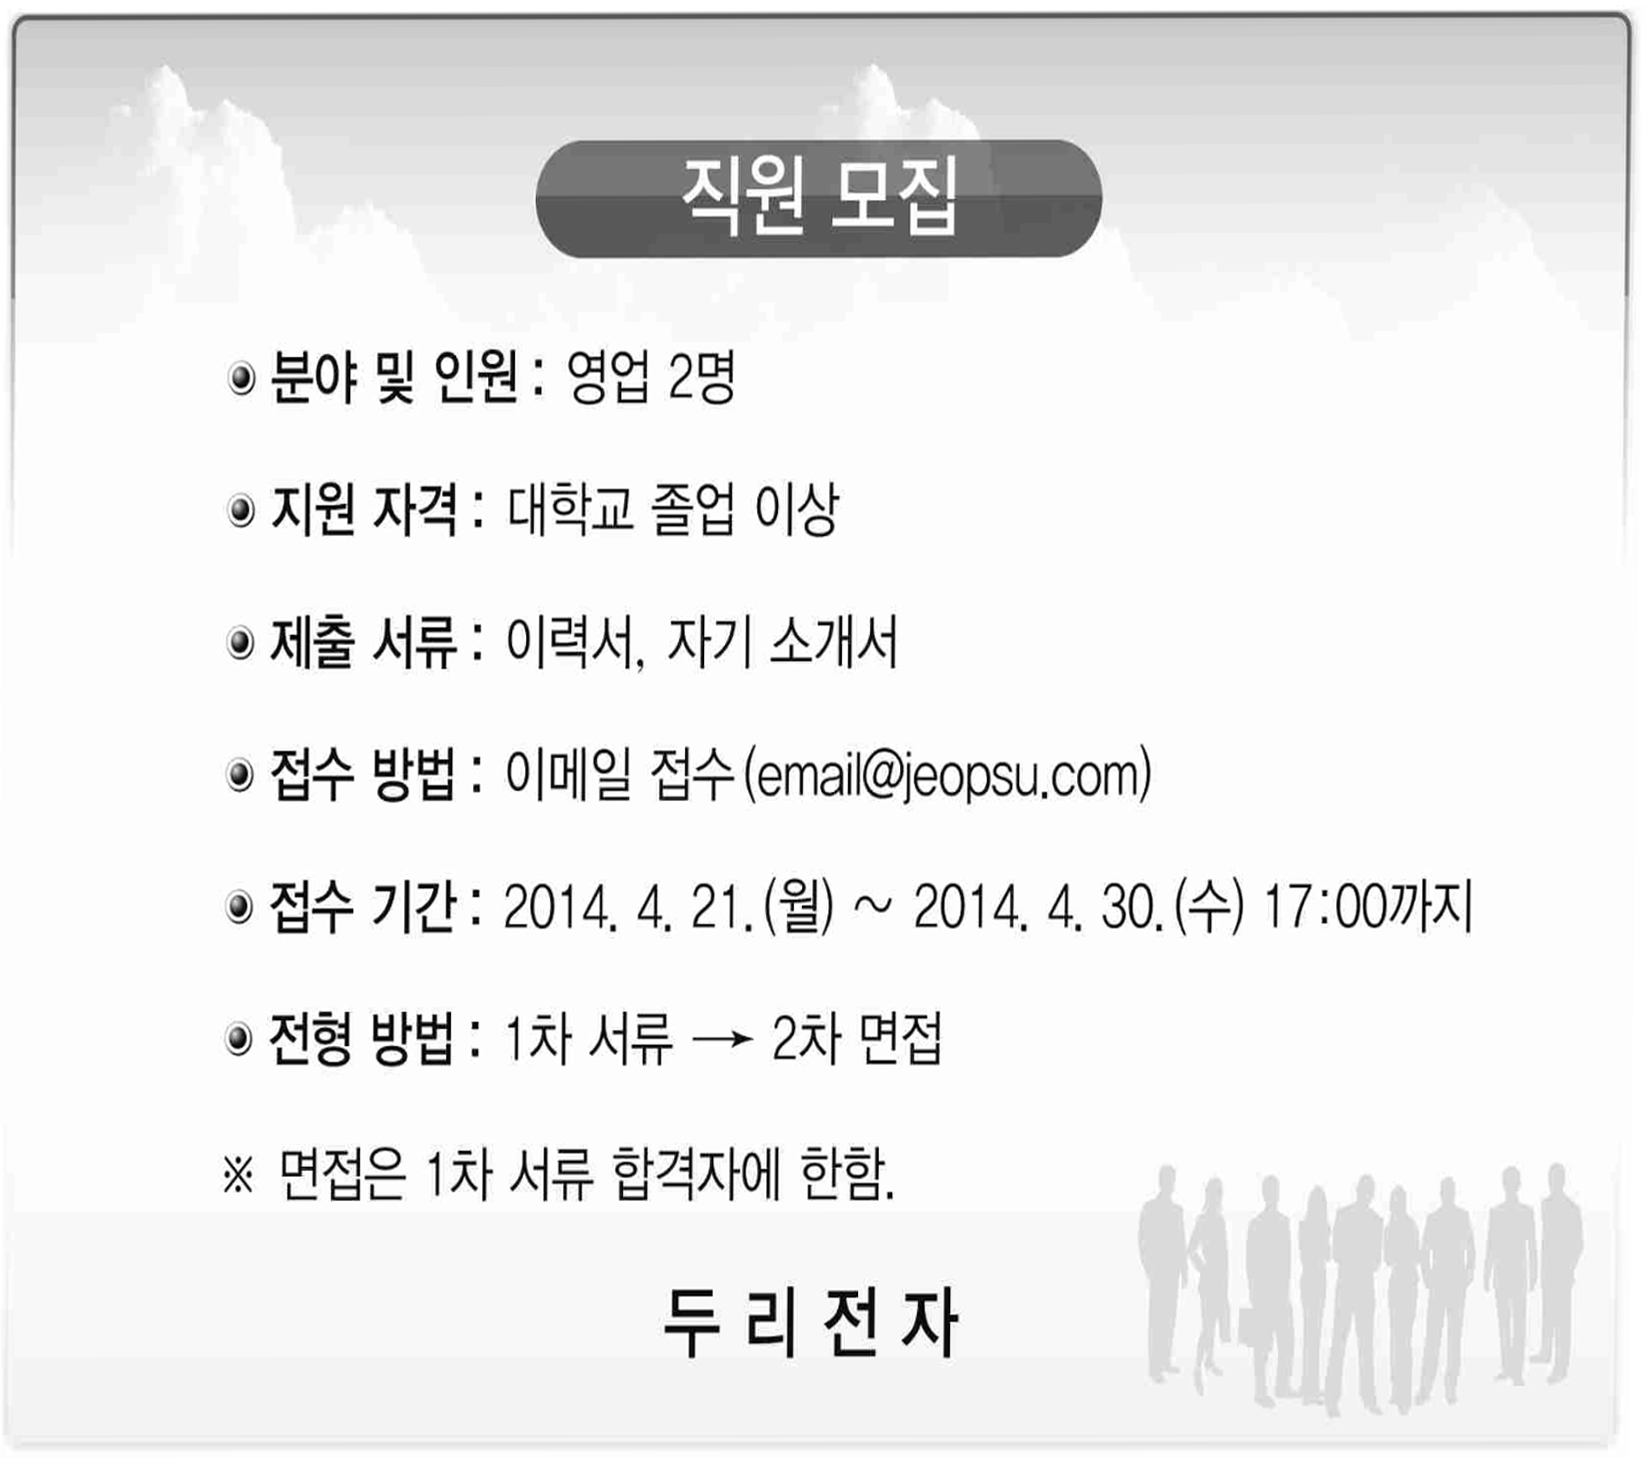 직원 모집
분야 및 인원 : 영업 2명
지원 자격 : 대학교 졸업 이상
제출 서류 : 이력서, 자기 소개서
접수 방법 : 이메일 접수(email@jeopsu.com)
접수 기간 : 2014. 4. 21.(월) ~ 2014. 4. 30.(수) 17:00까지
전형 방법 : 1차 서류 → 2차 면접
※ 면접은 1차 서류 합격자에 한함.
두 리 전 자